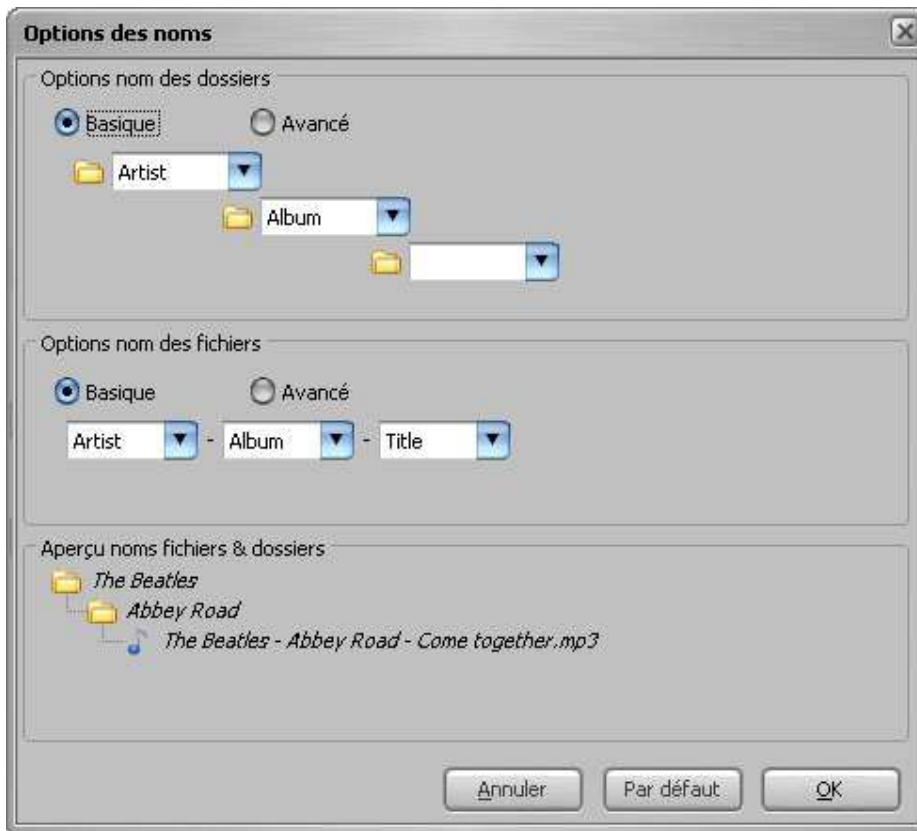 Options des noms
Options nom des dossiers
Basique Avancé
Artist
Album
Options nom des fichiers
Basique Avancé
Artist - Album - Title
Aperçu noms fichiers & dossiers
The Beatles
Abbey Road
The Beatles - Abbey Road - Come together.mp3
Annuler Par défaut OK